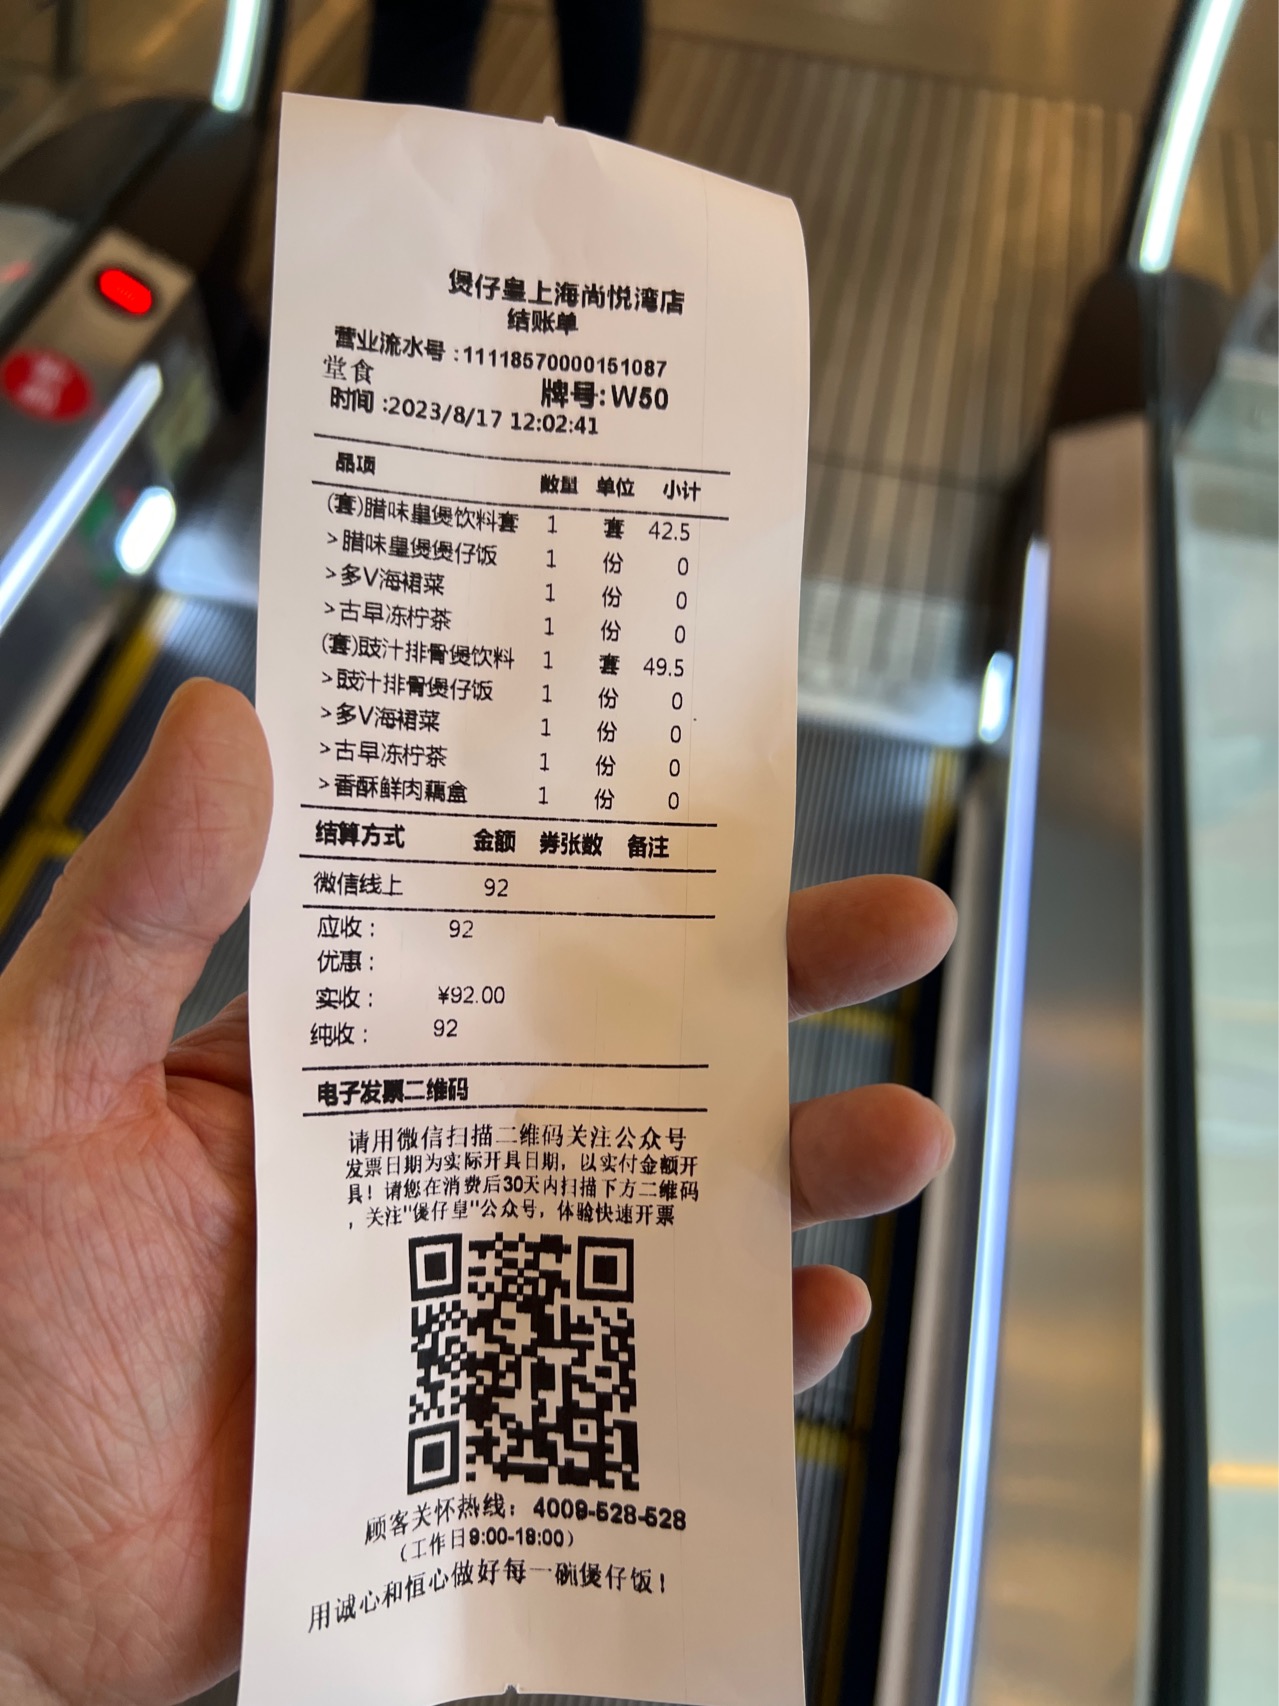 煲仔皇上海尚悦湾店
结账单
营业流水号:11118570000151087
堂食 牌号:W50
时间:2023/8/17 12:02:41
品项 数量 单位 小计
(套)腊味皇煲饮料套 1 套 42.5
>腊味皇煲煲仔饭 1 份 0
>多V海裙菜 1 份 0
>古早冻柠茶 1 份 0
(套)豉汁排骨煲饮料 1 套 49.5
>豉汁排骨煲仔饭 1 份 0
>多V海裙菜 1 份 0
>古早冻柠茶 1 份 0
>香酥鲜肉藕盒 1 份 0
结算方式 金额 券张数 备注
微信线上 92
应收: 92
优惠:
实收: ¥92.00
纯收: 92
电子发票二维码
请用微信扫描二维码关注公众号
发票日期为实际开具日期,以实付金额开
具!请您在消费后30天内扫描下方二维码
,关注"煲仔皇"公众号,体验快速开票
顾客关怀热线:4009-528-528
(工作日9:00-18:00)
用诚心和恒心做好每一碗煲仔饭!